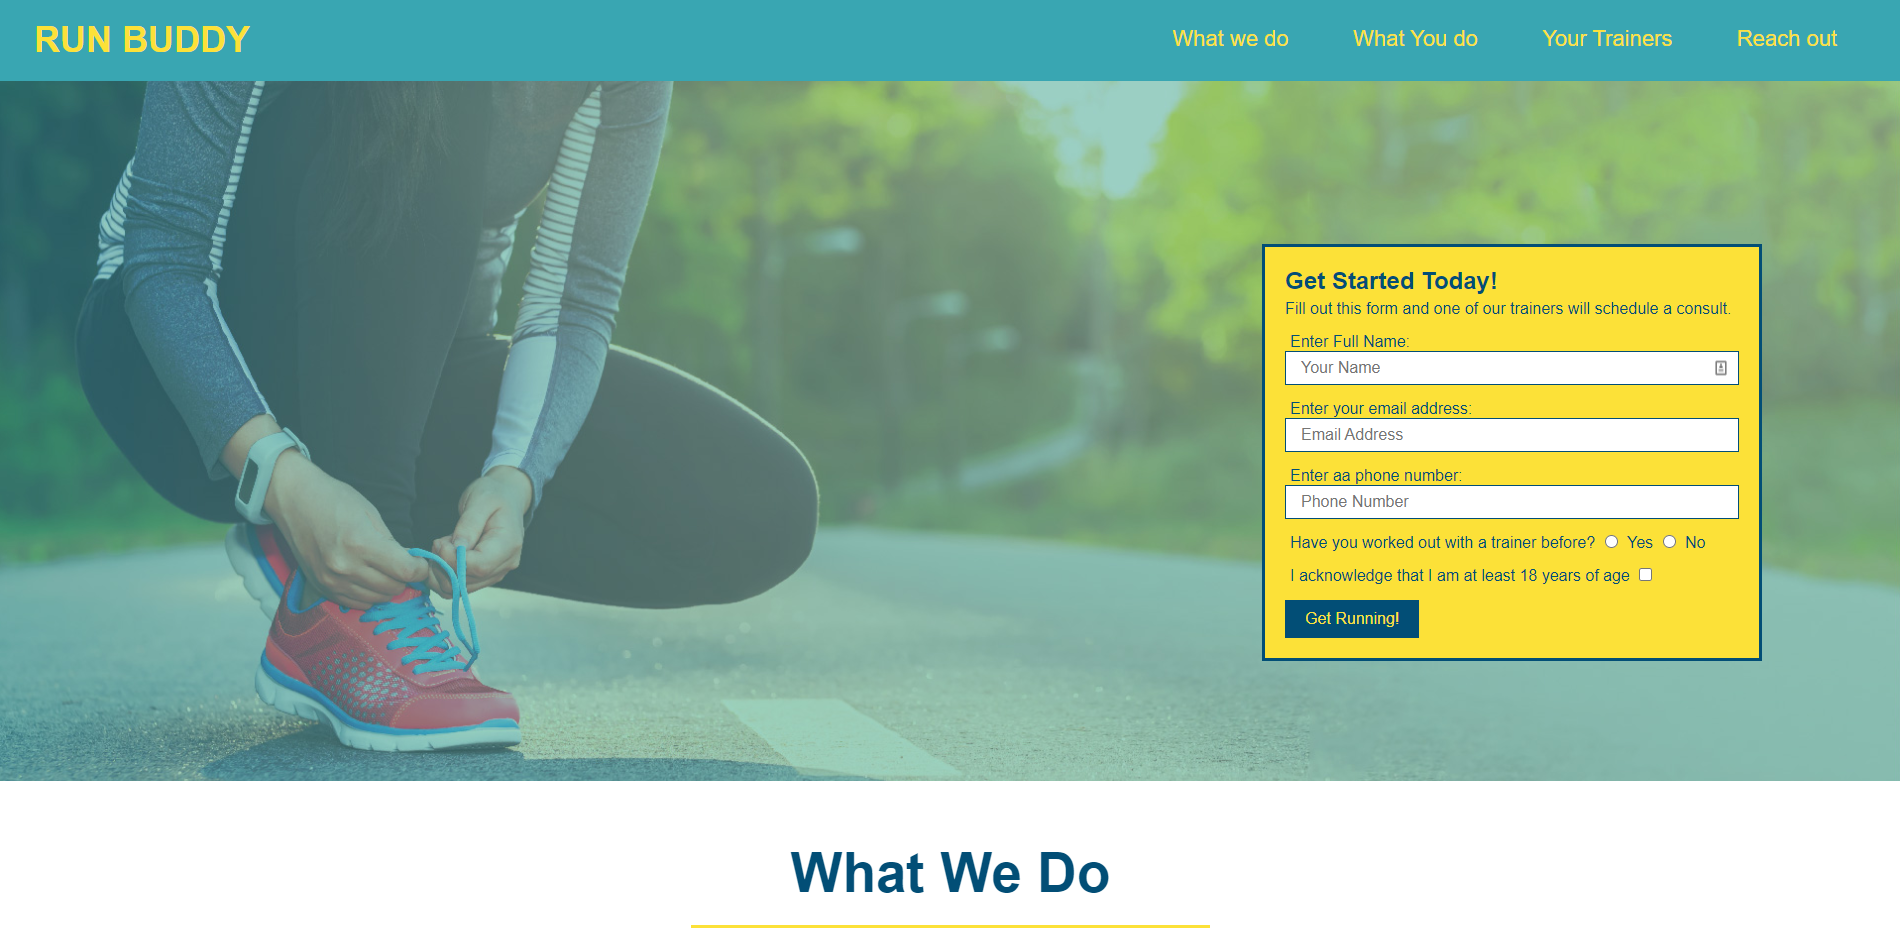 RUN BUDDY
What we do
What You do
Your Trainers
Reach out
Get Started Today!
Fill out this form and one of our trainers will schedule a consult.
Enter Full Name:
Your Name
Enter your email address:
Email Address
Enter aa phone number:
Phone Number
Have you worked out with a trainer before? Yes No
I acknowledge that I am at least 18 years of age
Get Running!
What We Do